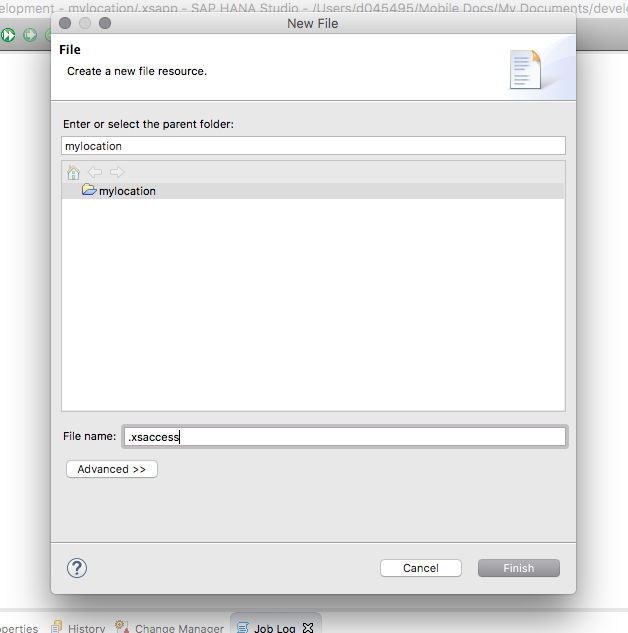 elopment - mylocation/.xsapp - SAP HANA Studio - /Users/d045495/Mobile Docs/My Documents/develo
New File
File
Create a new file resource.
Enter or select the parent folder:
mylocation
mylocation
File name: .xsaccess
Advanced >>
? Cancel Finish
operties History Change Manager Job Log